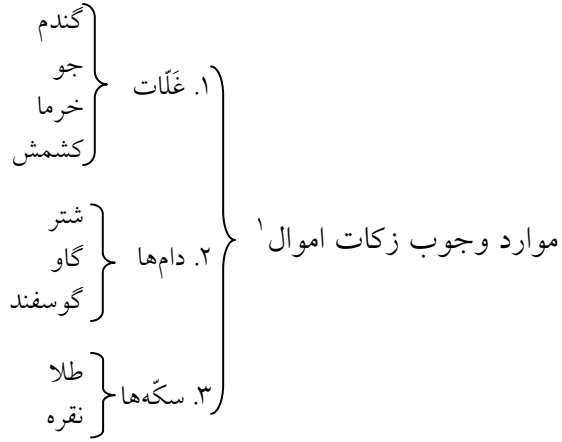 موارد وجوب زکات اموال۱
۱. غَلّات
گندم
جو
خرما
کشمش
۲. دام‌ها
شتر
گاو
گوسفند
۳. سکّه‌ها
طلا
نقره